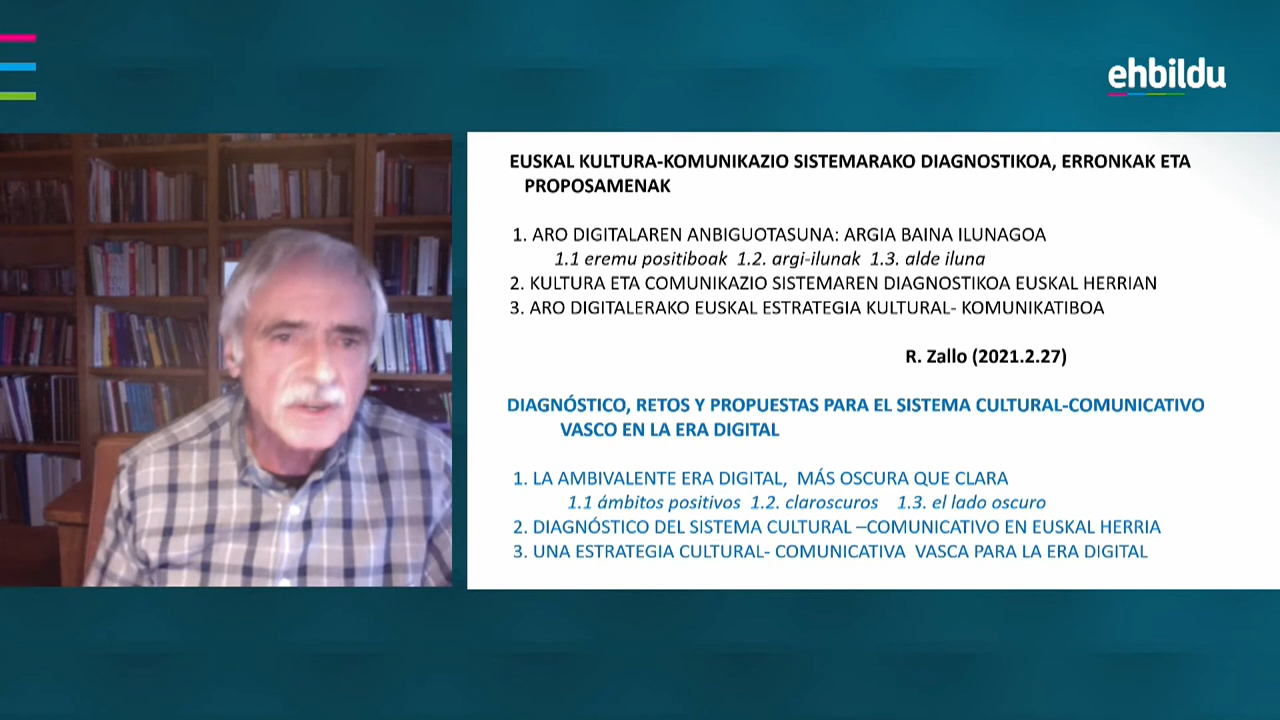 ehbildu
EUSKAL KULTURA-KOMUNIKAZIO SISTEMARAKO DIAGNOSTIKOA, ERRONKAK ETA
PROPOSAMENAK
1. ARO DIGITALAREN ANBIGUOTASUNA: ARGIA BAINA ILUNAGOA
1.1 eremu positiboak 1.2. argi-ilunak 1.3. alde iluna
2. KULTURA ETA COMUNIKAZIO SISTEMAREN DIAGNOSTIKOA EUSKAL HERRIAN
3. ARO DIGITALERAKO EUSKAL ESTRATEGIA KULTURAL- KOMUNIKATIBOA
R. Zallo (2021.2.27)
DIAGNÓSTICO, RETOS Y PROPUESTAS PARA EL SISTEMA CULTURAL-COMUNICATIVO
VASCO EN LA ERA DIGITAL
1. LA AMBIVALENTE ERA DIGITAL, MÁS OSCURA QUE CLARA
1.1 ámbitos positivos 1.2. claroscuros 1.3. el lado oscuro
2. DIAGNÓSTICO DEL SISTEMA CULTURAL –COMUNICATIVO EN EUSKAL HERRIA
3. UNA ESTRATEGIA CULTURAL- COMUNICATIVA VASCA PARA LA ERA DIGITAL